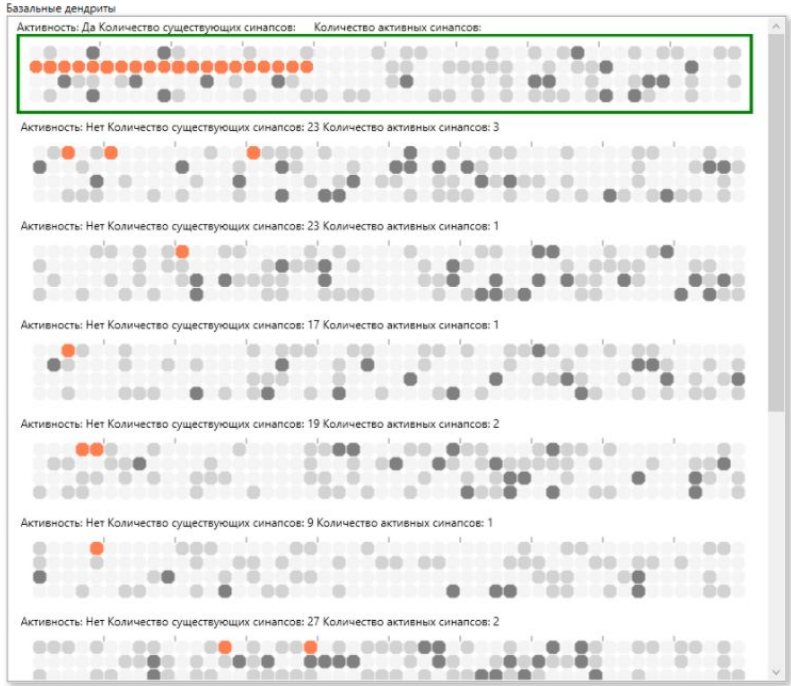 Базальные дендриты
Активность: Да Количество существующих синапсов: Количество активных синапсов:
Активность: Нет Количество существующих синапсов: 23 Количество активных синапсов: 3
Активность: Нет Количество существующих синапсов: 23 Количество активных синапсов: 1
Активность: Нет Количество существующих синапсов: 17 Количество активных синапсов: 1
Активность: Нет Количество существующих синапсов: 19 Количество активных синапсов: 2
Активность: Нет Количество существующих синапсов: 9 Количество активных синапсов: 1
Активность: Нет Количество существующих синапсов: 27 Количество активных синапсов: 2